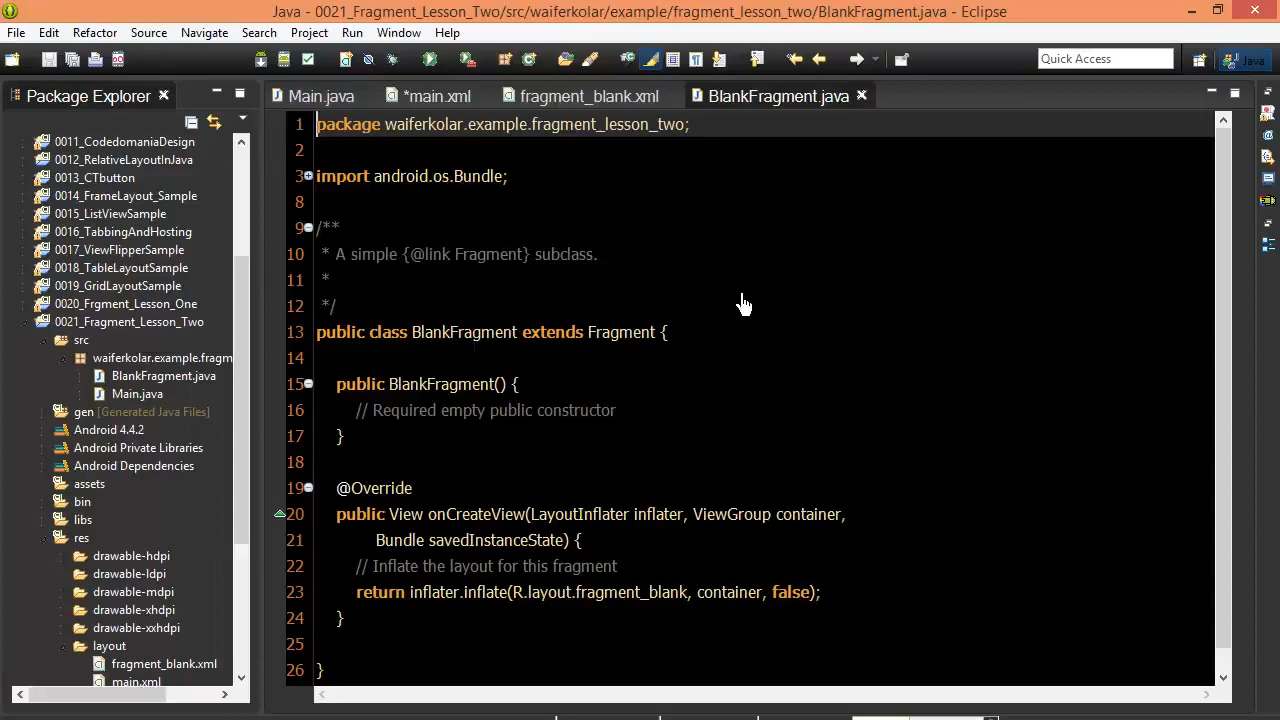 Java - 0021_Fragment_Lesson_Two/src/waiferkolar/example/fragment_lesson_two/BlankFragment.java - Eclipse
File Edit Refactor Source Navigate Search Project Run Window Help
Quick Access
Java
Package Explorer
Main.java
*main.xml
fragment_blank.xml
BlankFragment.java
0011_CodedomaniaDesign
0012_RelativeLayoutInJava
0013_CTbutton
0014_FrameLayout_Sample
0015_ListViewSample
0016_TabbingAndHosting
0017_ViewFlipperSample
0018_TableLayoutSample
0019_GridLayoutSample
0020_Frgment_Lesson_One
0021_Fragment_Lesson_Two
src
waiferkolar.example.fragm
BlankFragment.java
Main.java
gen [Generated Java Files]
Android 4.4.2
Android Private Libraries
Android Dependencies
assets
bin
libs
res
drawable-hdpi
drawable-ldpi
drawable-mdpi
drawable-xhdpi
drawable-xxhdpi
layout
fragment_blank.xml
main.xml
1 package waiferkolar.example.fragment_lesson_two;
2
3 import android.os.Bundle;
8
9 /**
10 * A simple {@link Fragment} subclass.
11 *
12 */
13 public class BlankFragment extends Fragment {
14
15 public BlankFragment() {
16 // Required empty public constructor
17 }
18
19 @Override
20 public View onCreateView(LayoutInflater inflater, ViewGroup container,
21 Bundle savedInstanceState) {
22 // Inflate the layout for this fragment
23 return inflater.inflate(R.layout.fragment_blank, container, false);
24 }
25
26 }